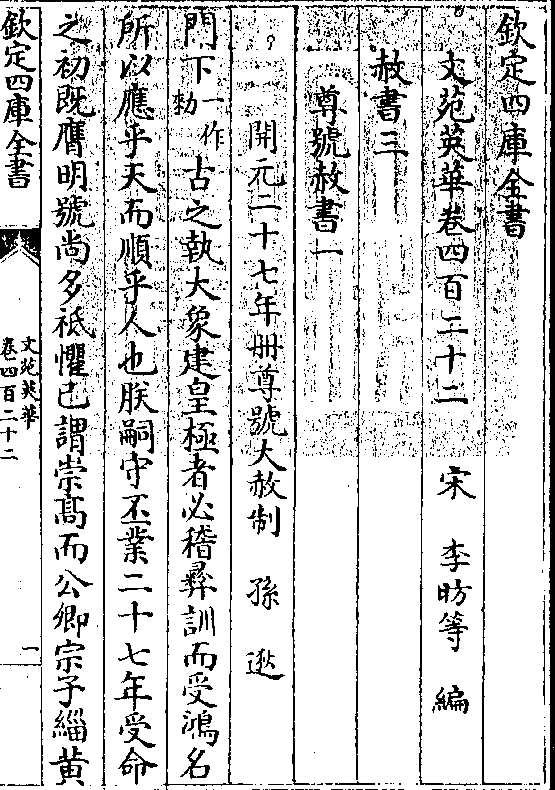 欽定四庫全書
文苑英華卷四百二十二 宋 李昉等 編
赦書三
尊號赦書一
開元二十七年冊尊號大赦制 孫 逖
門下一作勑古之執大象建皇極者必稽彛訓而受鴻名
所以應乎天而順乎人也朕嗣守丕業二十七年受命
之初既膺明號尚多祗懼已謂崇髙而公卿宗子緇黄
欽定四庫全書
文苑英華
卷四百二十二
一